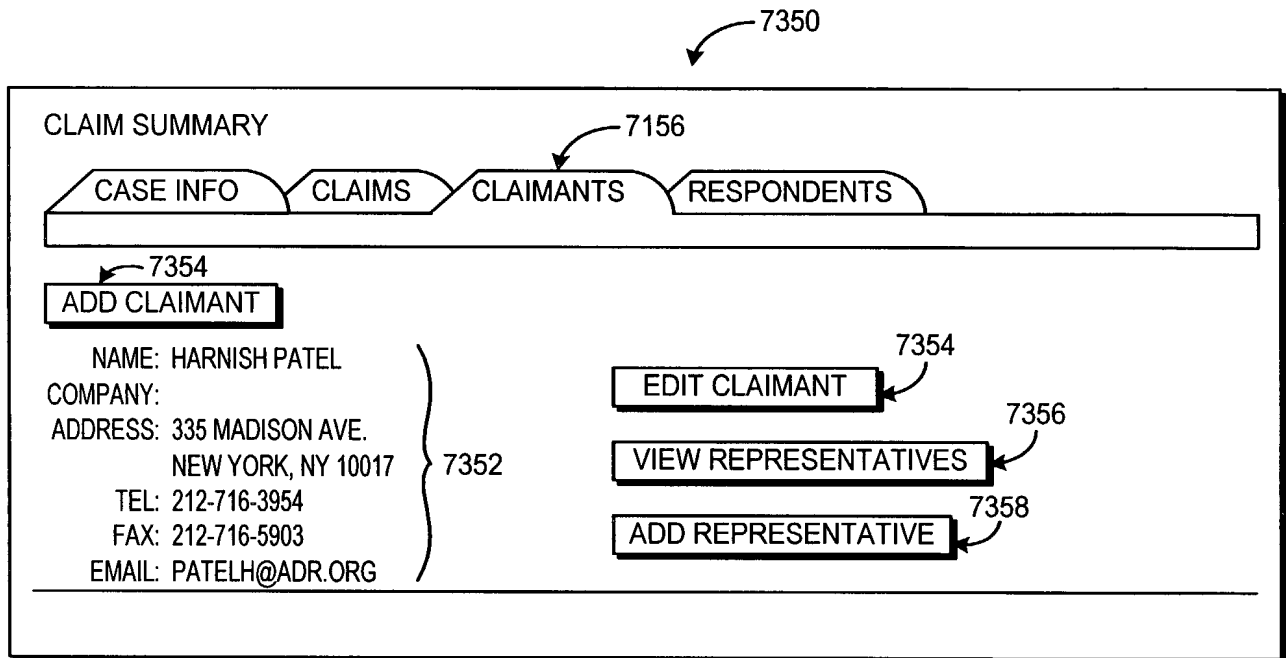 7350
CLAIM SUMMARY
7156
CASE INFO CLAIMS CLAIMANTS RESPONDENTS
7354
ADD CLAIMANT
NAME: HARNISH PATEL
COMPANY:
ADDRESS: 335 MADISON AVE.
NEW YORK, NY 10017
TEL: 212-716-3954
FAX: 212-716-5903
EMAIL: PATELH@ADR.ORG
7352
7354
EDIT CLAIMANT
7356
VIEW REPRESENTATIVES
7358
ADD REPRESENTATIVE